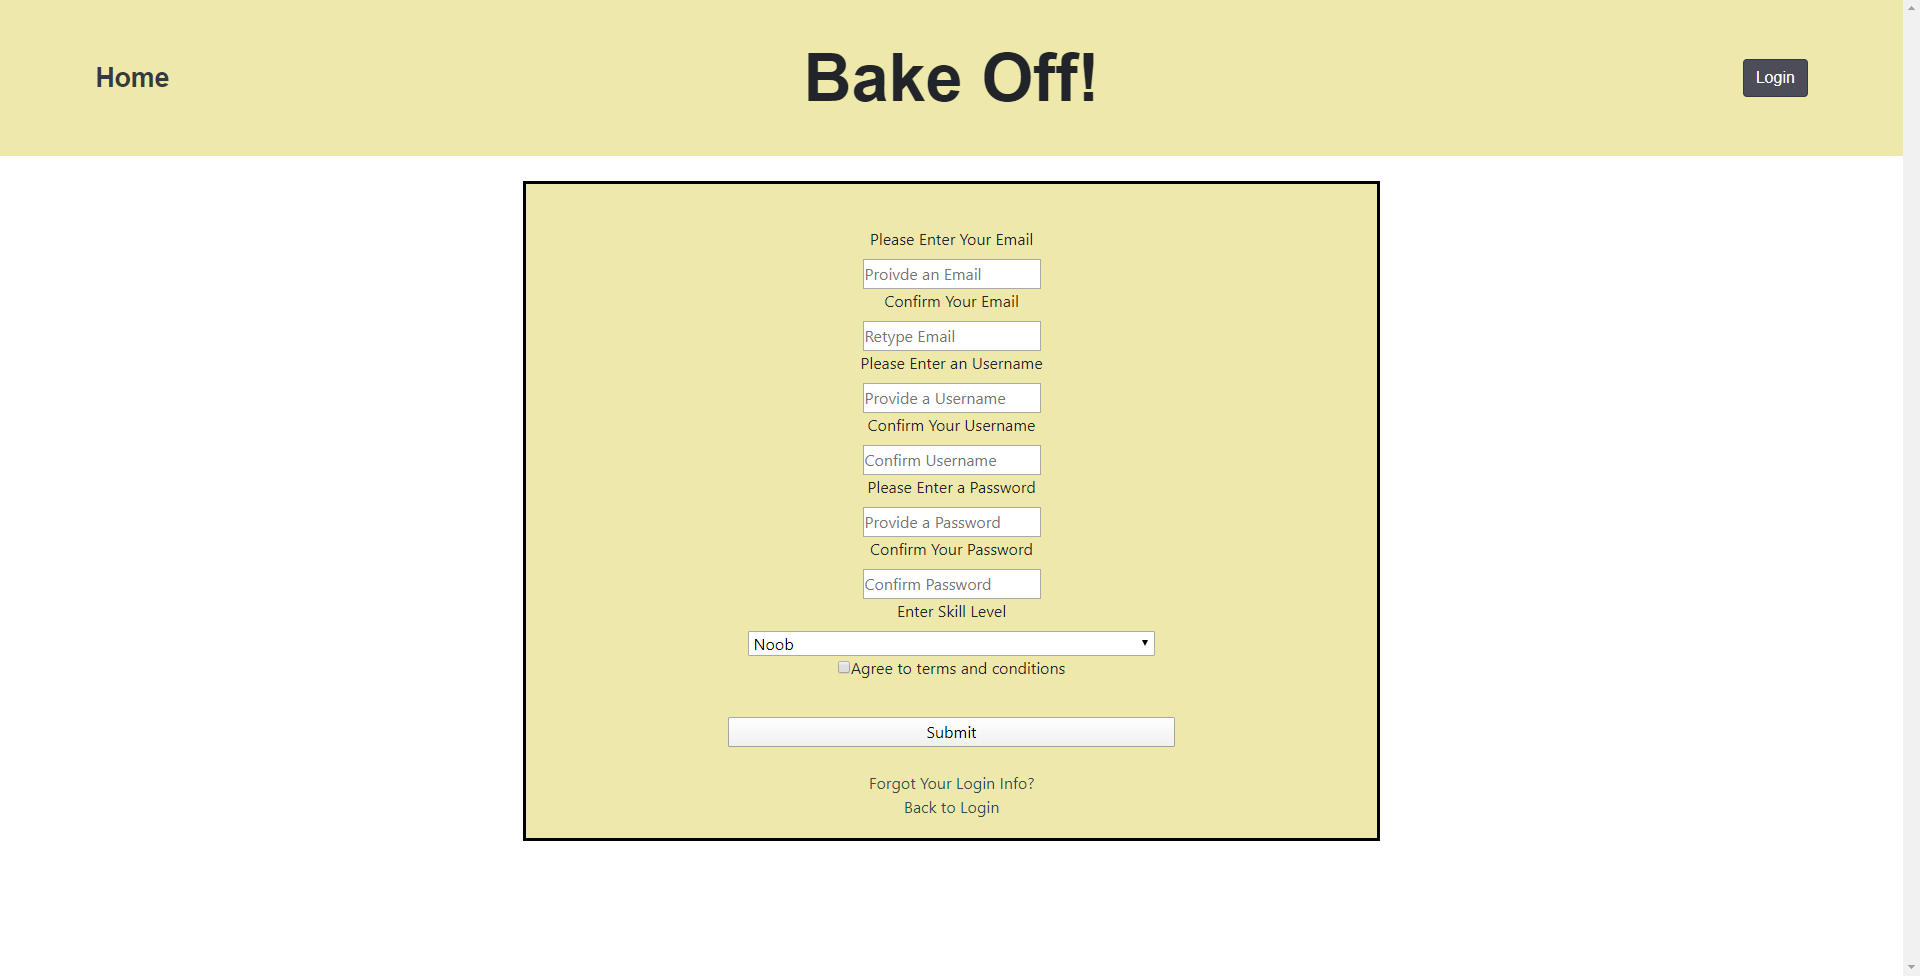 Home
Bake Off!
Login
Please Enter Your Email
Proivde an Email
Confirm Your Email
Retype Email
Please Enter an Username
Provide a Username
Confirm Your Username
Confirm Username
Please Enter a Password
Provide a Password
Confirm Your Password
Confirm Password
Enter Skill Level
Noob
Agree to terms and conditions
Submit
Forgot Your Login Info?
Back to Login